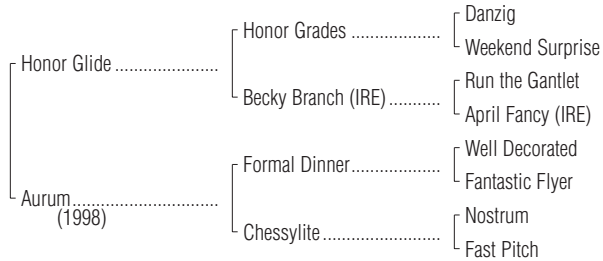 Danzig
Honor Grades ..................
Weekend Surprise
Honor Glide .....................
Run the Gantlet
Becky Branch (IRE) ...........
April Fancy (IRE)
Well Decorated
Formal Dinner ..................
Fantastic Flyer
Aurum ..............................
(1998)
Nostrum
Chessylite ........................
Fast Pitch